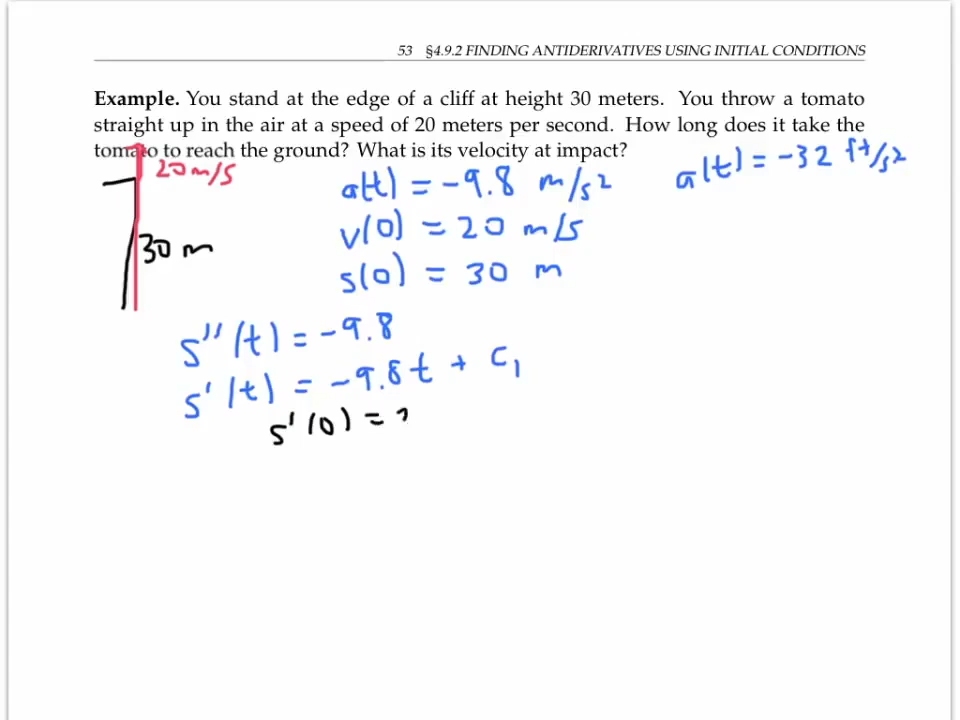 53 §4.9.2 FINDING ANTIDERIVATIVES USING INITIAL CONDITIONS
Example. You stand at the edge of a cliff at height 30 meters. You throw a tomato
straight up in the air at a speed of 20 meters per second. How long does it take the
tomato to reach the ground? What is its velocity at impact?
20 m/s
30 m
a(t) = -9.8 m/s²
v(0) = 20 m/s
s(0) = 30 m
a(t) = -32 ft/s²
s''(t) = -9.8
s'(t) = -9.8t + C₁
s'(0) =